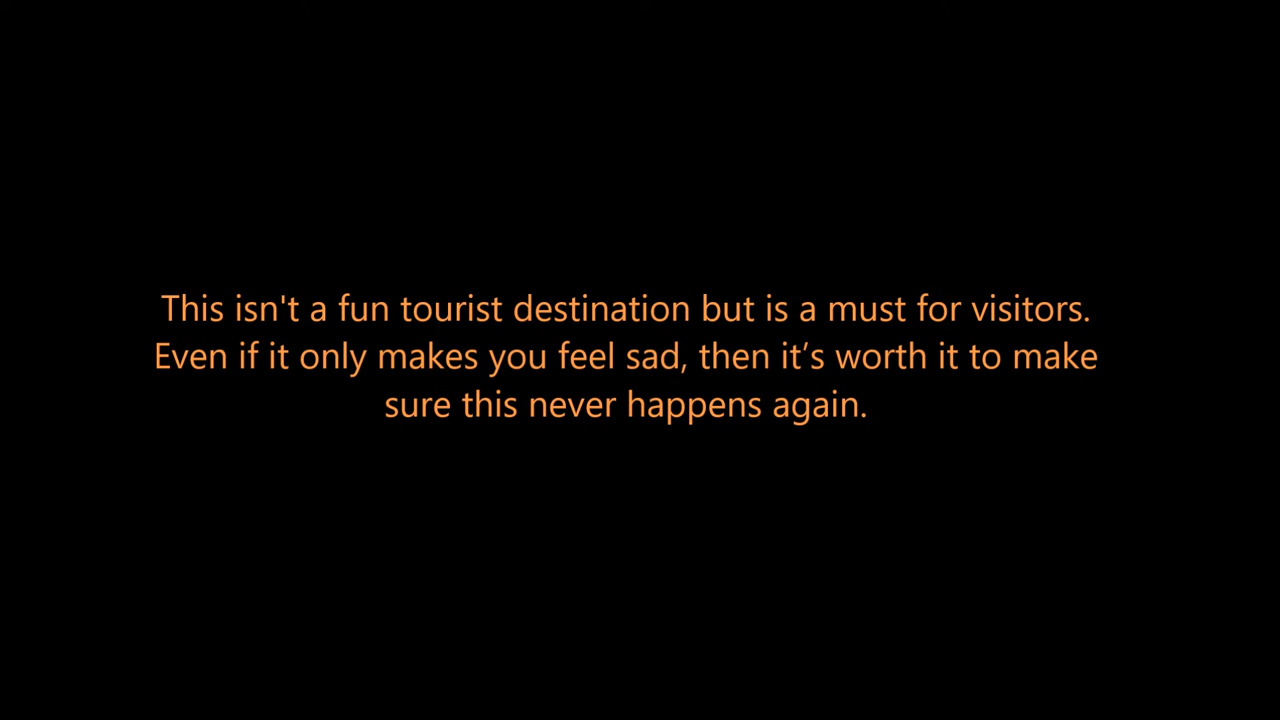 This isn't a fun tourist destination but is a must for visitors.
Even if it only makes you feel sad, then it’s worth it to make
sure this never happens again.